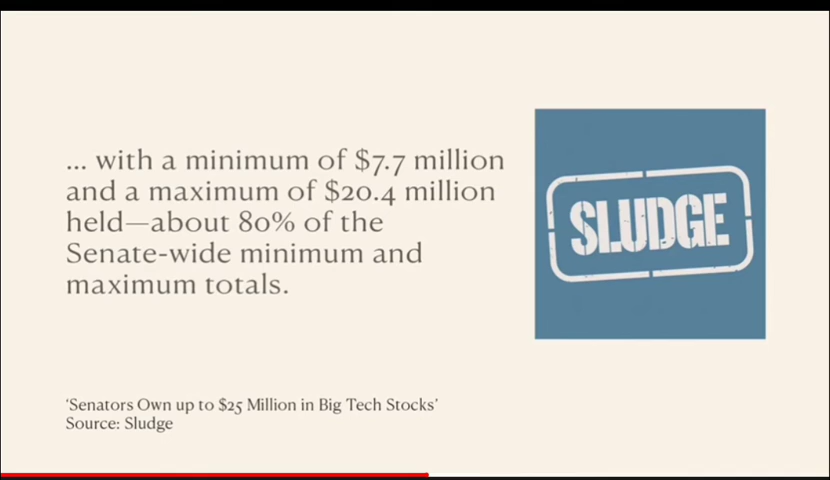 ... with a minimum of $7.7 million
and a maximum of $20.4 million
held—about 80% of the
Senate-wide minimum and
maximum totals.
SLUDGE
‘Senators Own up to $25 Million in Big Tech Stocks’
Source: Sludge